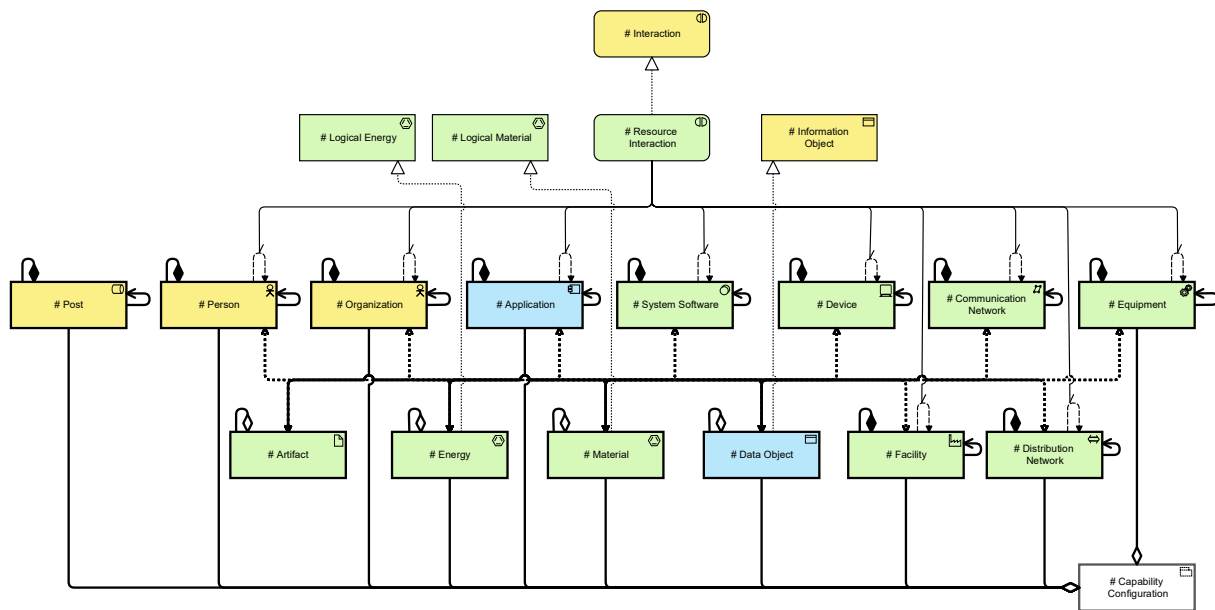 # Interaction
# Logical Energy
# Logical Material
# Resource
Interaction
# Information
Object
# Post
# Person
# Organization
# Application
# System Software
# Device
# Communication
Network
# Equipment
# Artifact
# Energy
# Material
# Data Object
# Facility
# Distribution
Network
# Capability
Configuration